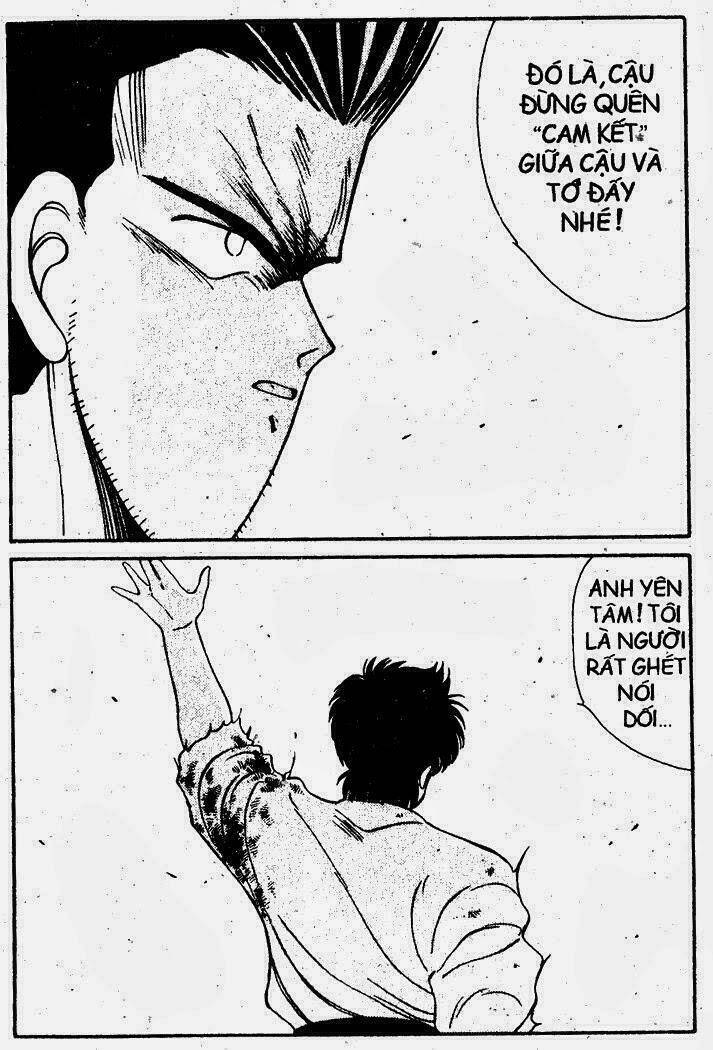 ĐÓ LÀ, CẬU
ĐỪNG QUÊN
"CAM KẾT"
GIỮA CẬU VÀ
TỚ ĐẤY
NHÉ!
ANH YÊN
TÂM! TÔI
LÀ NGƯỜI
RẤT GHÉT
NÓI
DỐI...